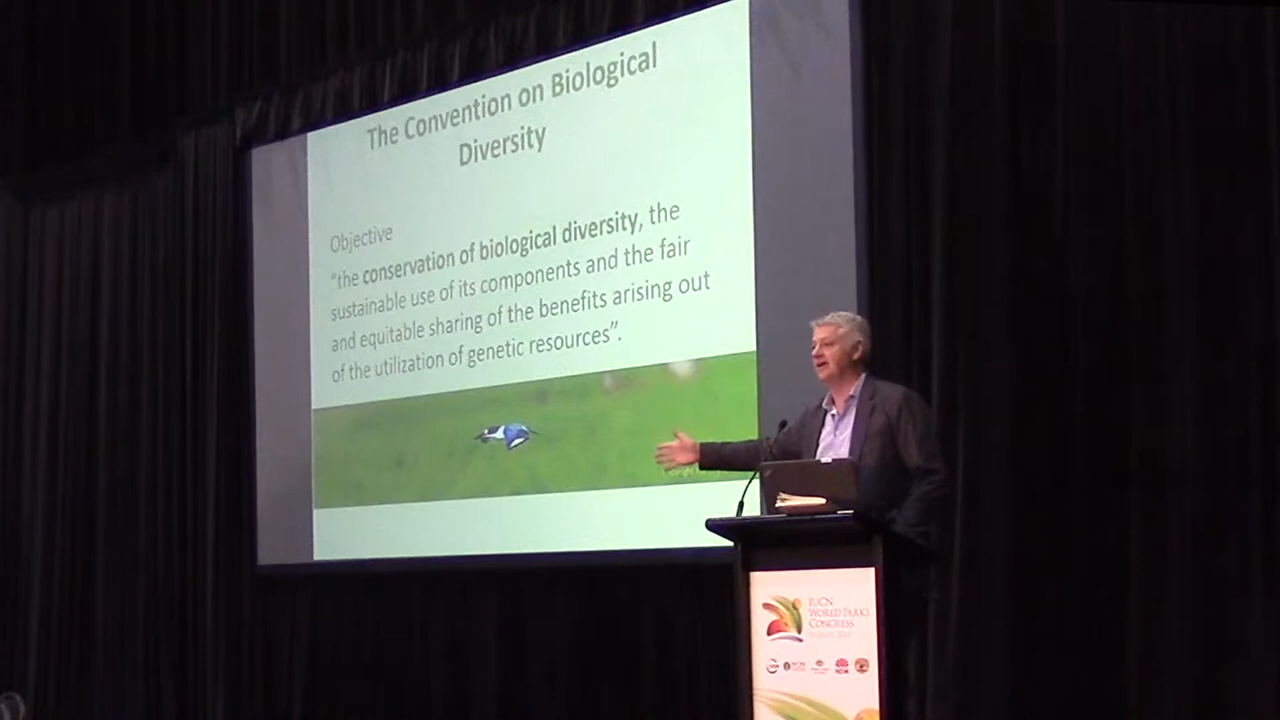 The Convention on Biological
Diversity
Objective
“the conservation of biological diversity, the
sustainable use of its components and the fair
and equitable sharing of the benefits arising out
of the utilization of genetic resources”.
IUCN
World Parks
Congress